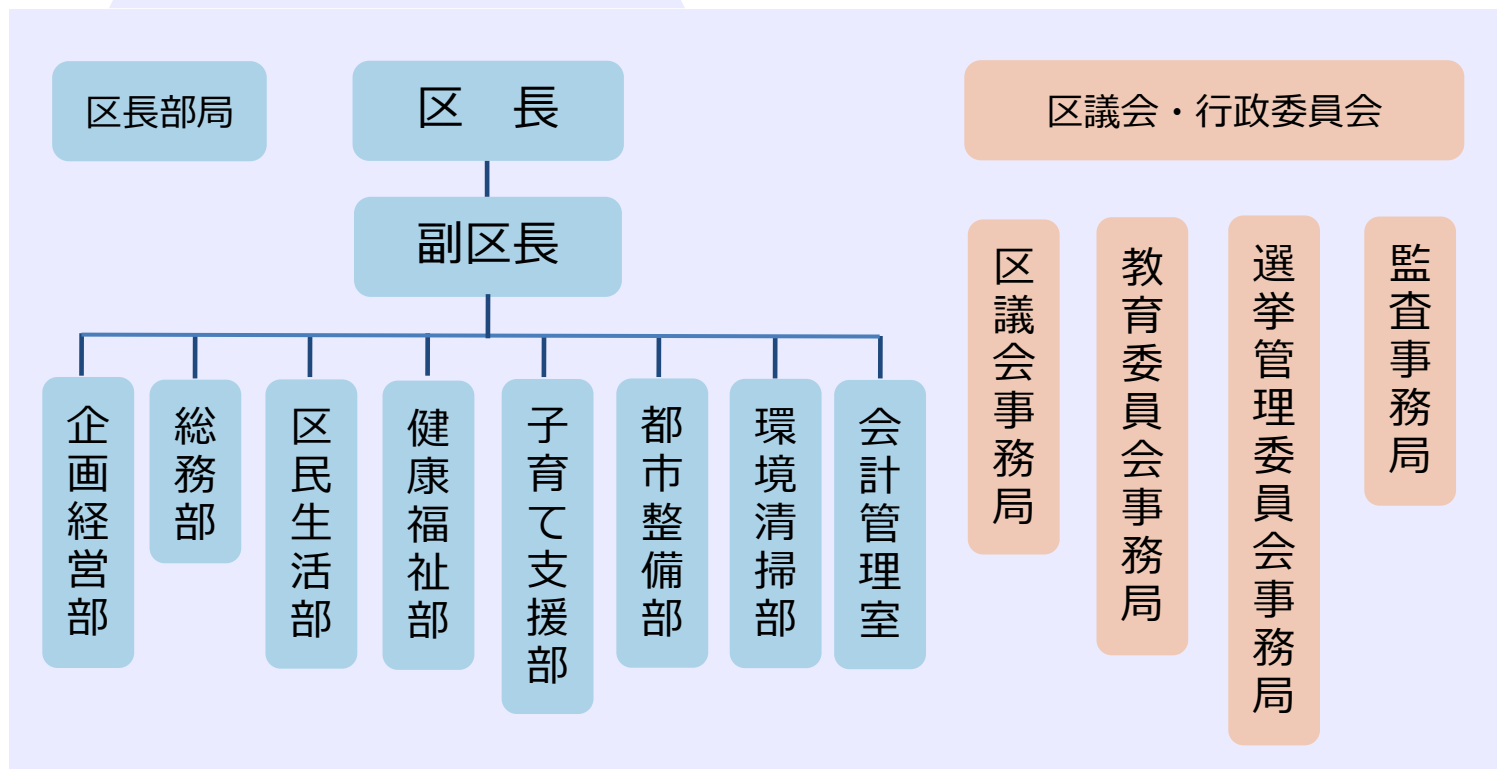 区長部局
区　長
副区長
企画経営部
総務部
区民生活部
健康福祉部
子育て支援部
都市整備部
環境清掃部
会計管理室
区議会・行政委員会
区議会事務局
教育委員会事務局
選挙管理委員会事務局
監査事務局